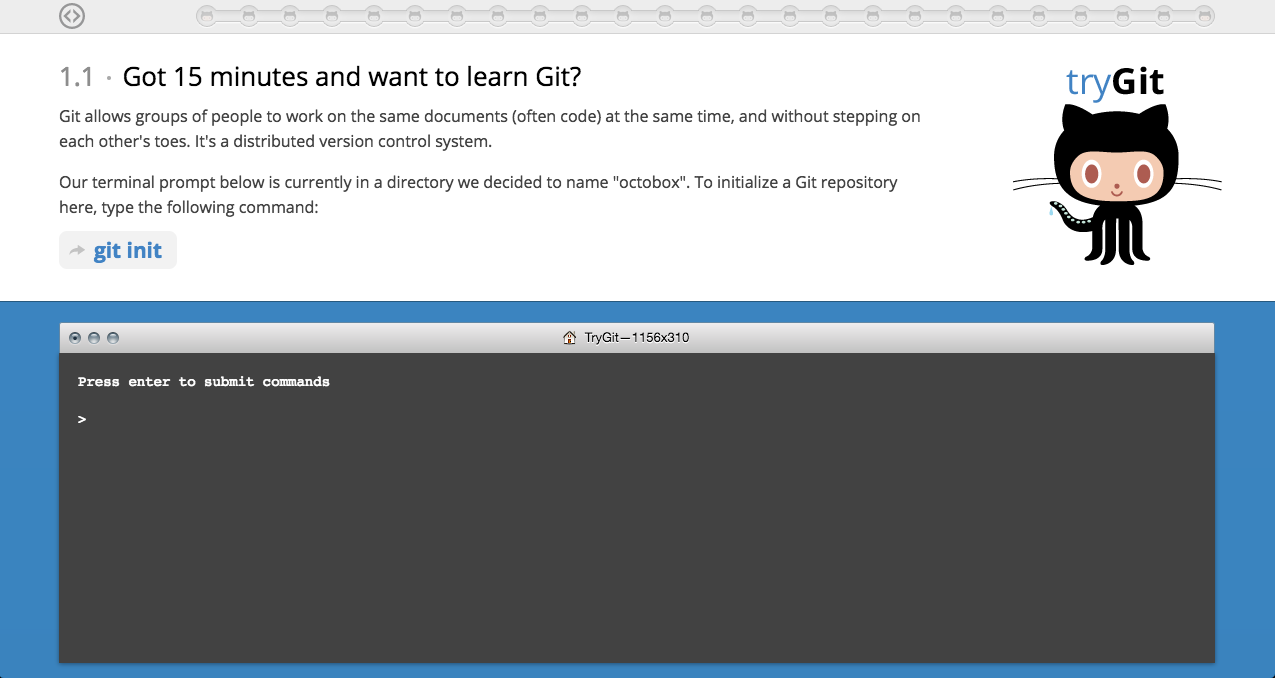 1.1 · Got 15 minutes and want to learn Git?
tryGit
Git allows groups of people to work on the same documents (often code) at the same time, and without stepping on
each other's toes. It's a distributed version control system.
Our terminal prompt below is currently in a directory we decided to name "octobox". To initialize a Git repository
here, type the following command:
git init
TryGit—1156x310
Press enter to submit commands
>